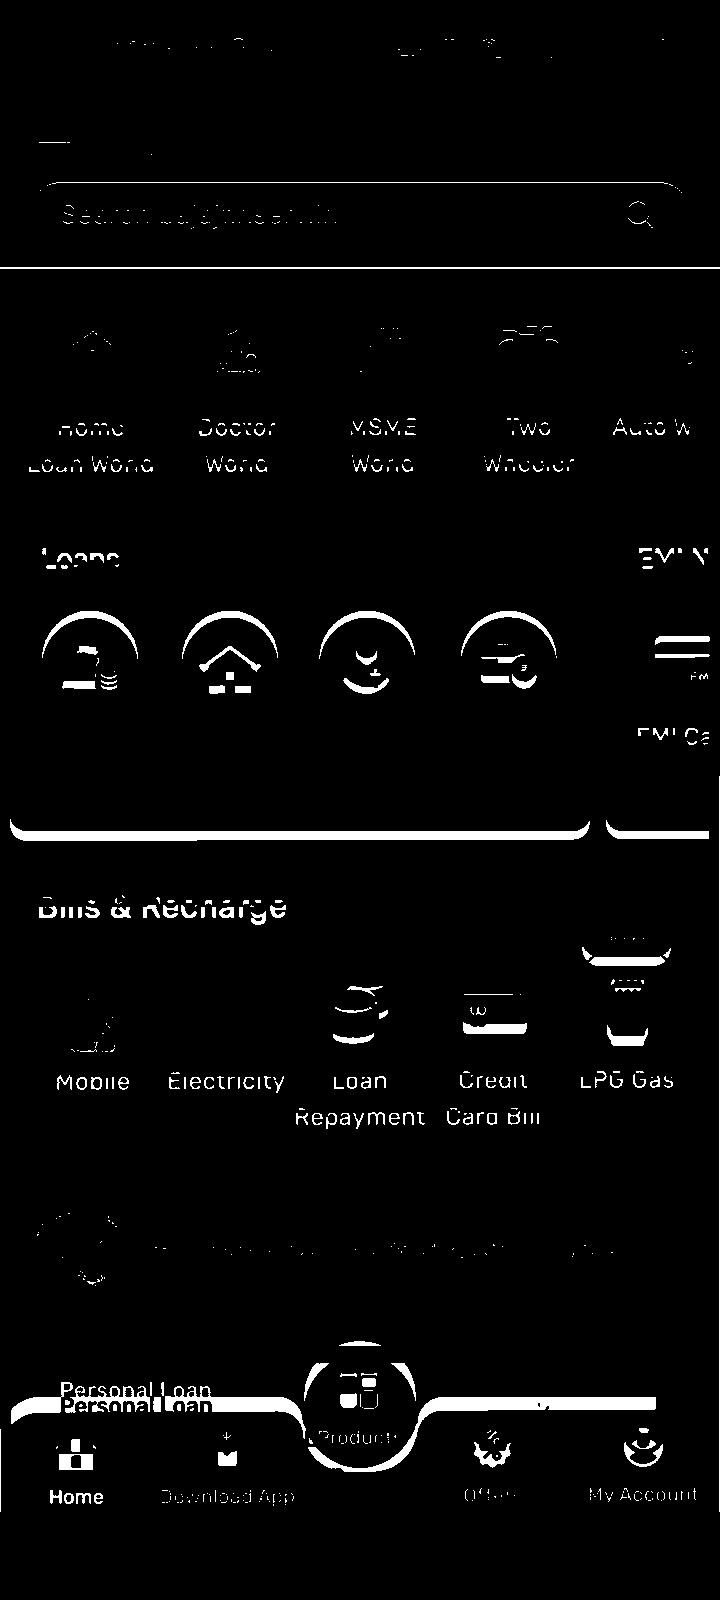 Search bajajfinserv.in
Home
Loan World
Doctor
World
MSME
World
Two
Wheeler
Auto W
Loans
EMI
EMI Ca
Bills & Recharge
Mobile
Electricity
Loan
Repayment
Credit
Card Bill
LPG Gas
Personal Loan
Personal Loan
Home
Download App
Products
Offers
My Account